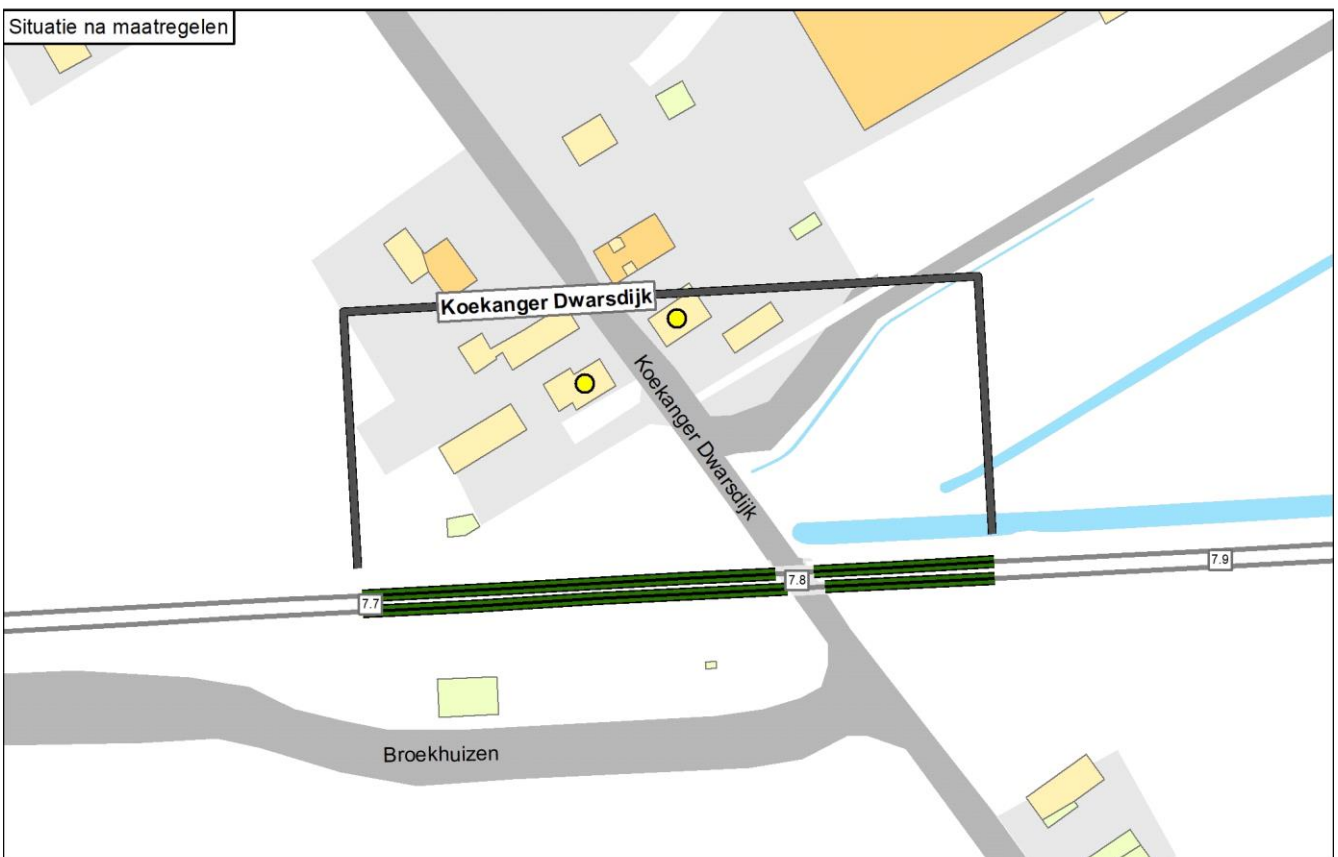 Situatie na maatregelen
Koekanger Dwarsdijk
Koekanger Dwarsdijk
7.9
7.8
7.7
Broekhuizen